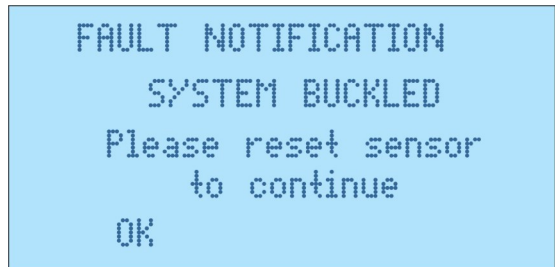 FAULT NOTIFICATION
SYSTEM BUCKLED
Please reset sensor
to continue
OK